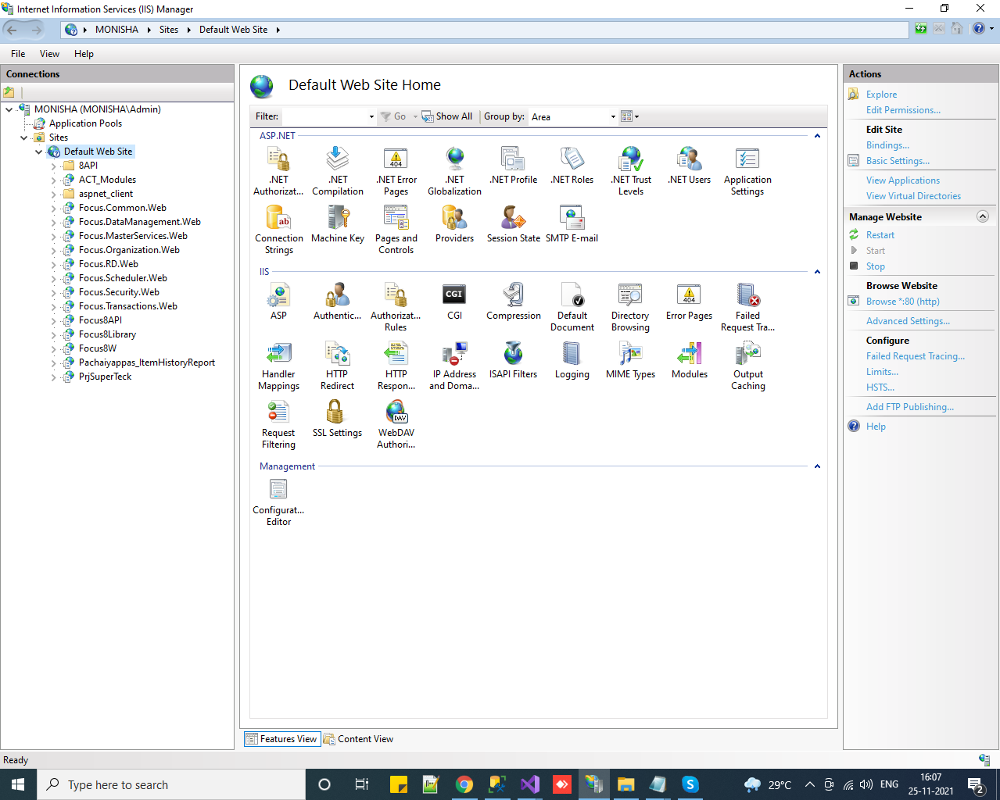 Internet Information Services (IIS) Manager
MONISHA Sites Default Web Site
File View Help
Connections
MONISHA (MONISHA\Admin)
Application Pools
Sites
Default Web Site
8API
ACT_Modules
aspnet_client
Focus.Common.Web
Focus.DataManagement.Web
Focus.MasterServices.Web
Focus.Organization.Web
Focus.RD.Web
Focus.Scheduler.Web
Focus.Security.Web
Focus.Transactions.Web
Focus8API
Focus8Library
Focus8W
Pachaiyappas_ItemHistoryReport
PrjSuperTeck
Default Web Site Home
Filter: Go Show All Group by: Area
ASP.NET
.NET Authorizat...
.NET Compilation
404
.NET Error Pages
.NET Globalization
.NET Profile
.NET Roles
.NET Trust Levels
.NET Users
Application Settings
ab
Connection Strings
Machine Key
Pages and Controls
Providers
Session State
SMTP E-mail
IIS
ASP
Authentic...
Authorizat... Rules
CGI
CGI
Compression
Default Document
Directory Browsing
404
Error Pages
Failed Request Tra...
Handler Mappings
HTTP Redirect
HTTP Respon...
IP Address and Doma...
ISAPI Filters
Logging
MIME Types
Modules
Output Caching
Request Filtering
SSL Settings
DAV
WebDAV Authori...
Management
Configurat... Editor
Features View Content View
Actions
Explore
Edit Permissions...
Edit Site
Bindings...
Basic Settings...
View Applications
View Virtual Directories
Manage Website
Restart
Start
Stop
Browse Website
Browse *:80 (http)
Advanced Settings...
Configure
Failed Request Tracing...
Limits...
HSTS...
Add FTP Publishing...
Help
Ready
Type here to search
29°C
ENG
16:07
25-11-2021
2